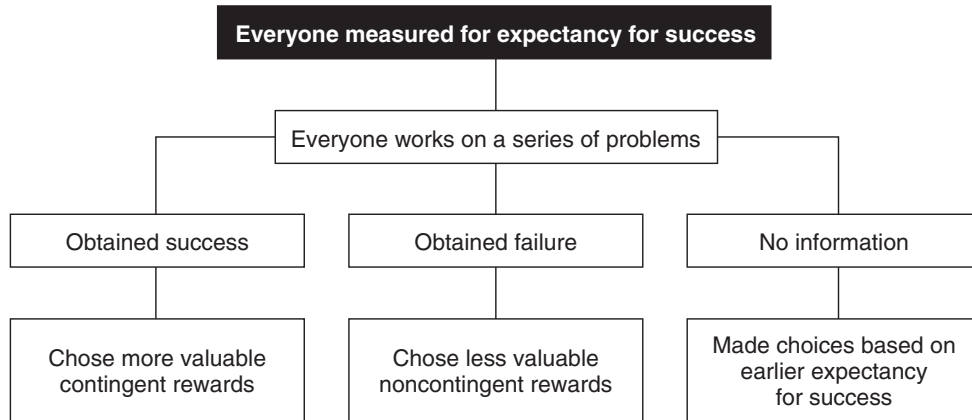 Everyone measured for expectancy for success
Everyone works on a series of problems
Obtained success
Obtained failure
No information
Chose more valuable
contingent rewards
Chose less valuable
noncontingent rewards
Made choices based on
earlier expectancy
for success